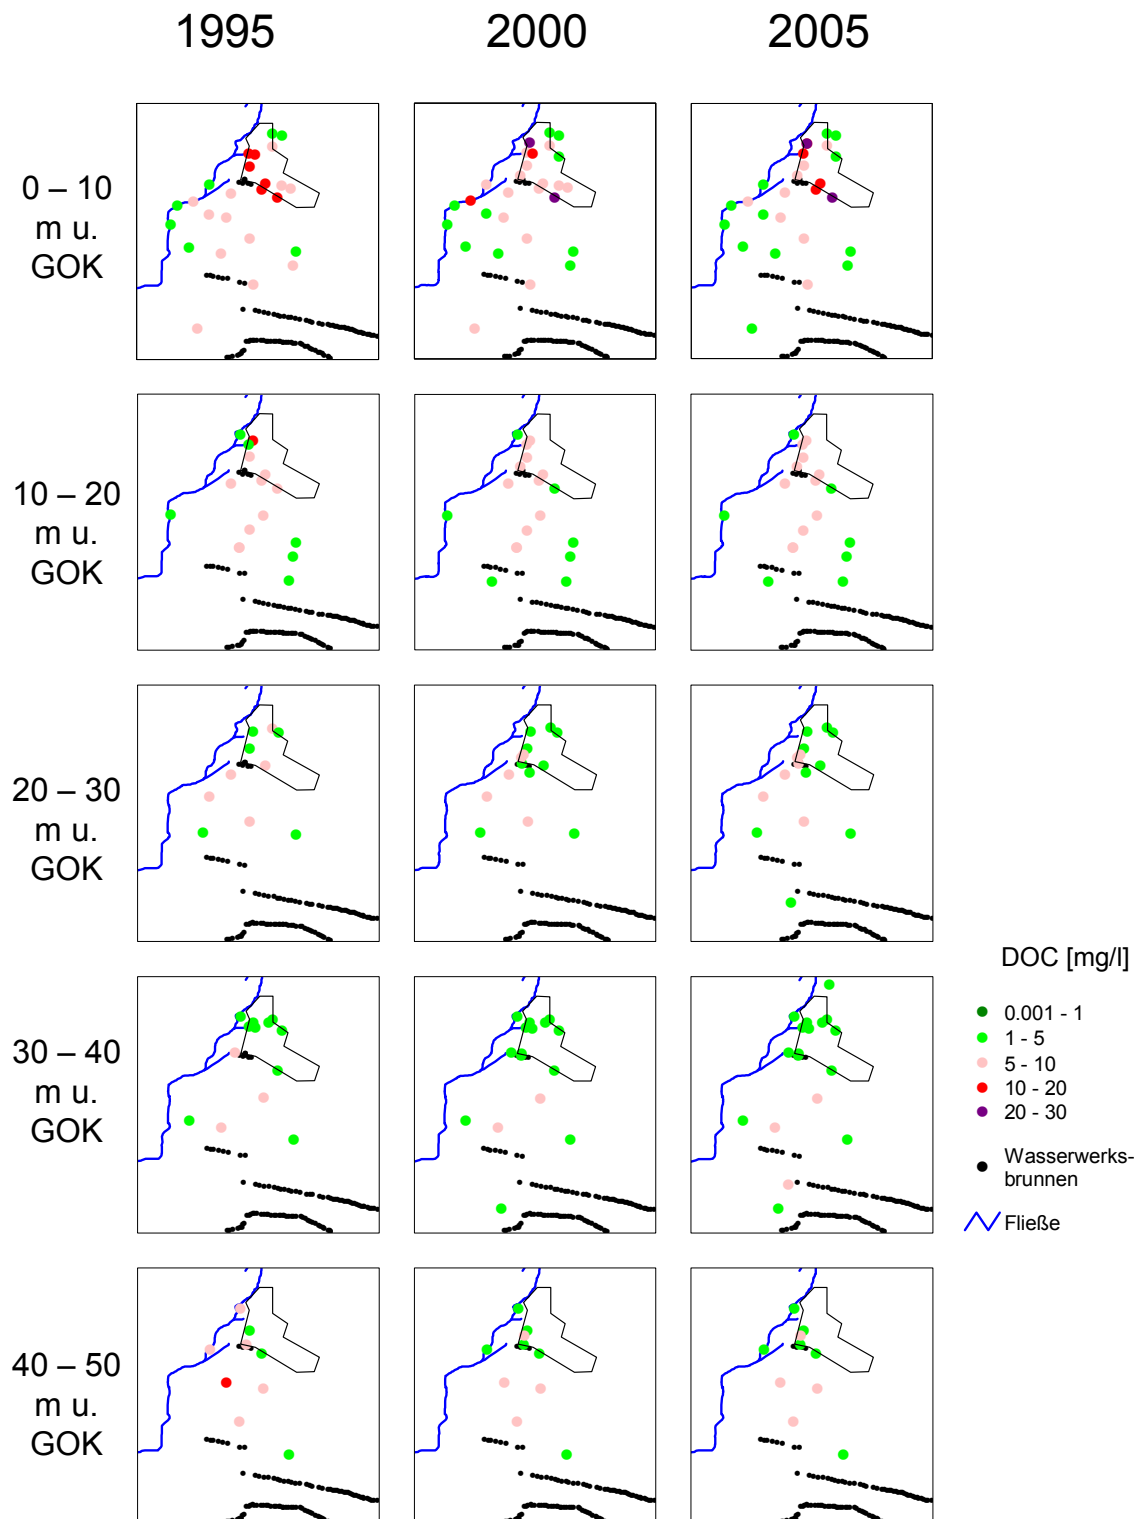 1995 2000 2005
0 – 10
m u.
GOK
10 – 20
m u.
GOK
20 – 30
m u.
GOK
30 – 40
m u.
GOK
40 – 50
m u.
GOK
DOC [mg/l]
0.001 - 1
1 - 5
5 - 10
10 - 20
20 - 30
Wasserwerks-
brunnen
Fließe